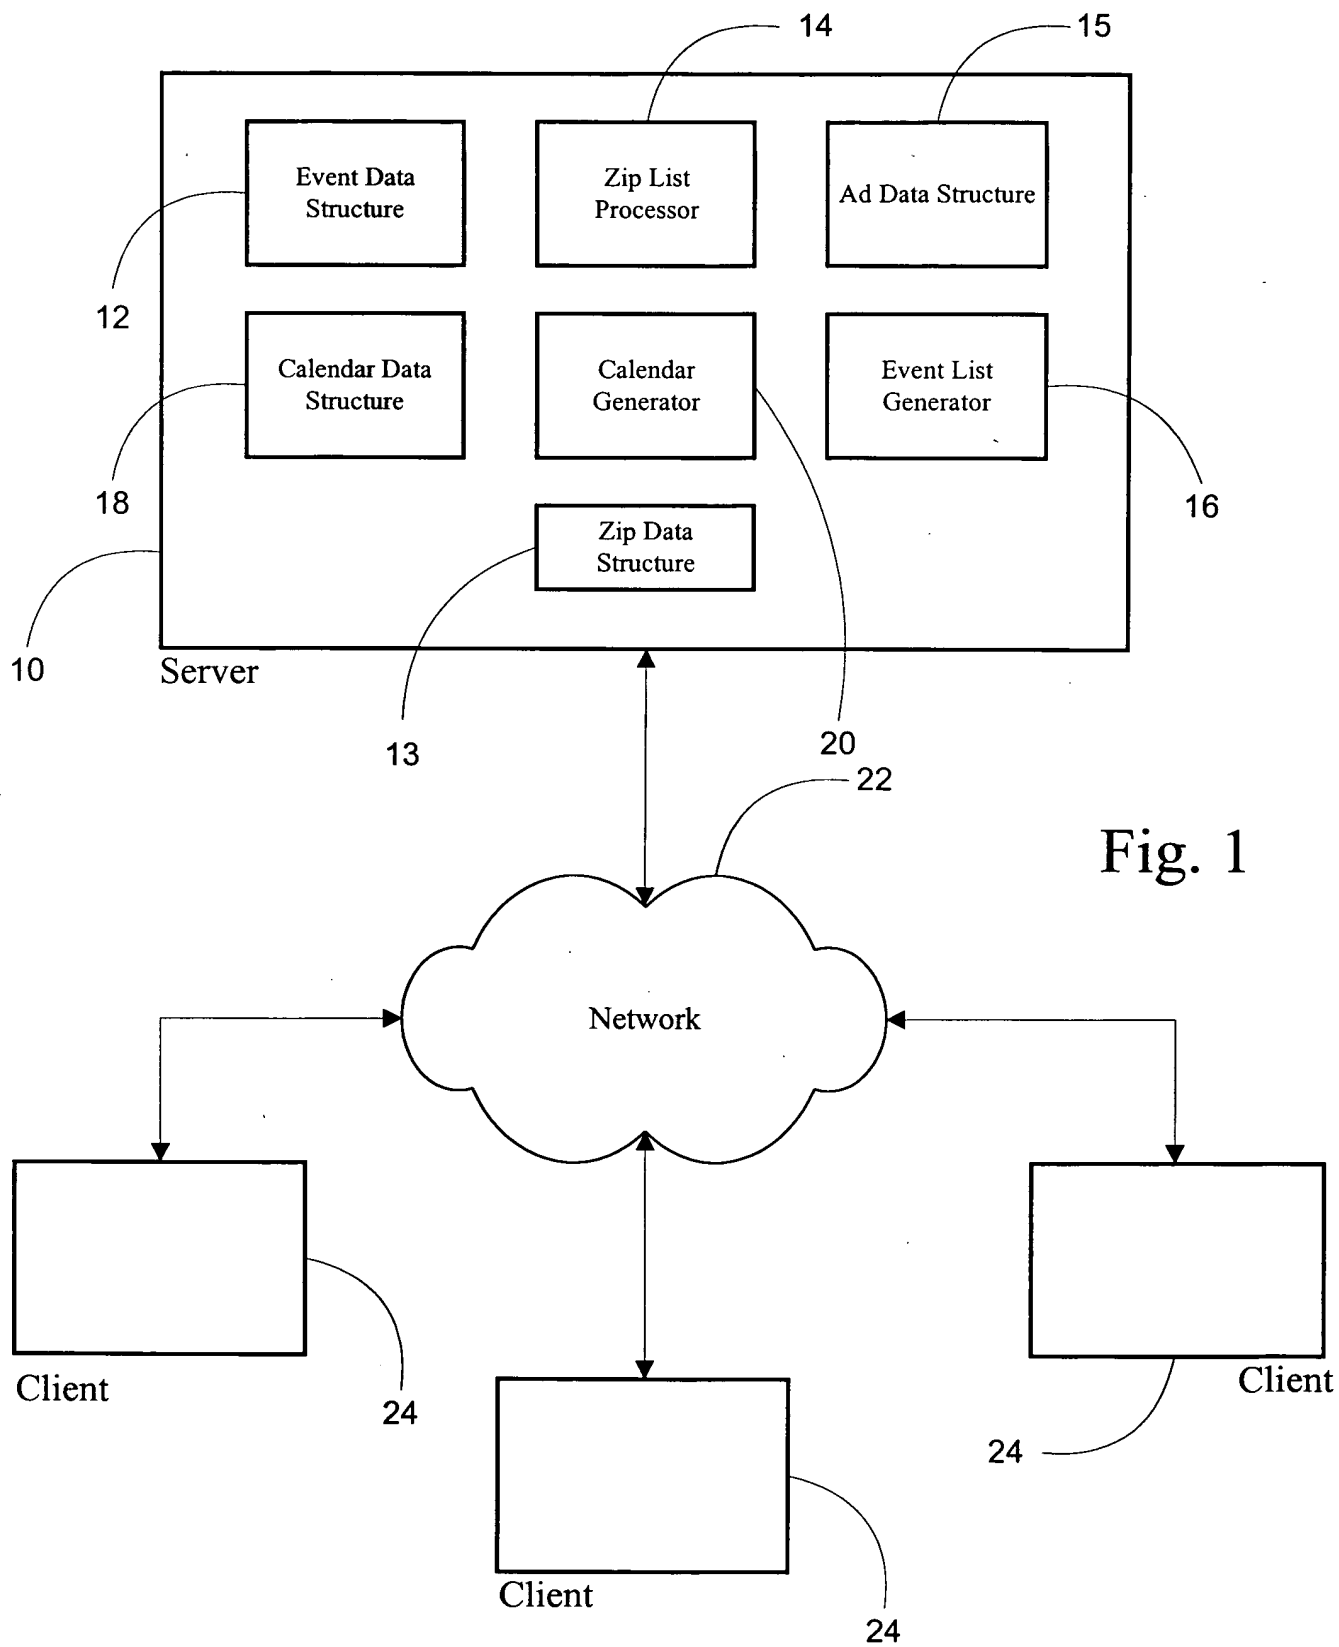 14
15
Event Data
Structure
Zip List
Processor
Ad Data Structure
12
Calendar Data
Structure
Calendar
Generator
Event List
Generator
18
16
Zip Data
Structure
10
Server
13
20
22
Fig. 1
Network
Client
24
Client
24
Client
24